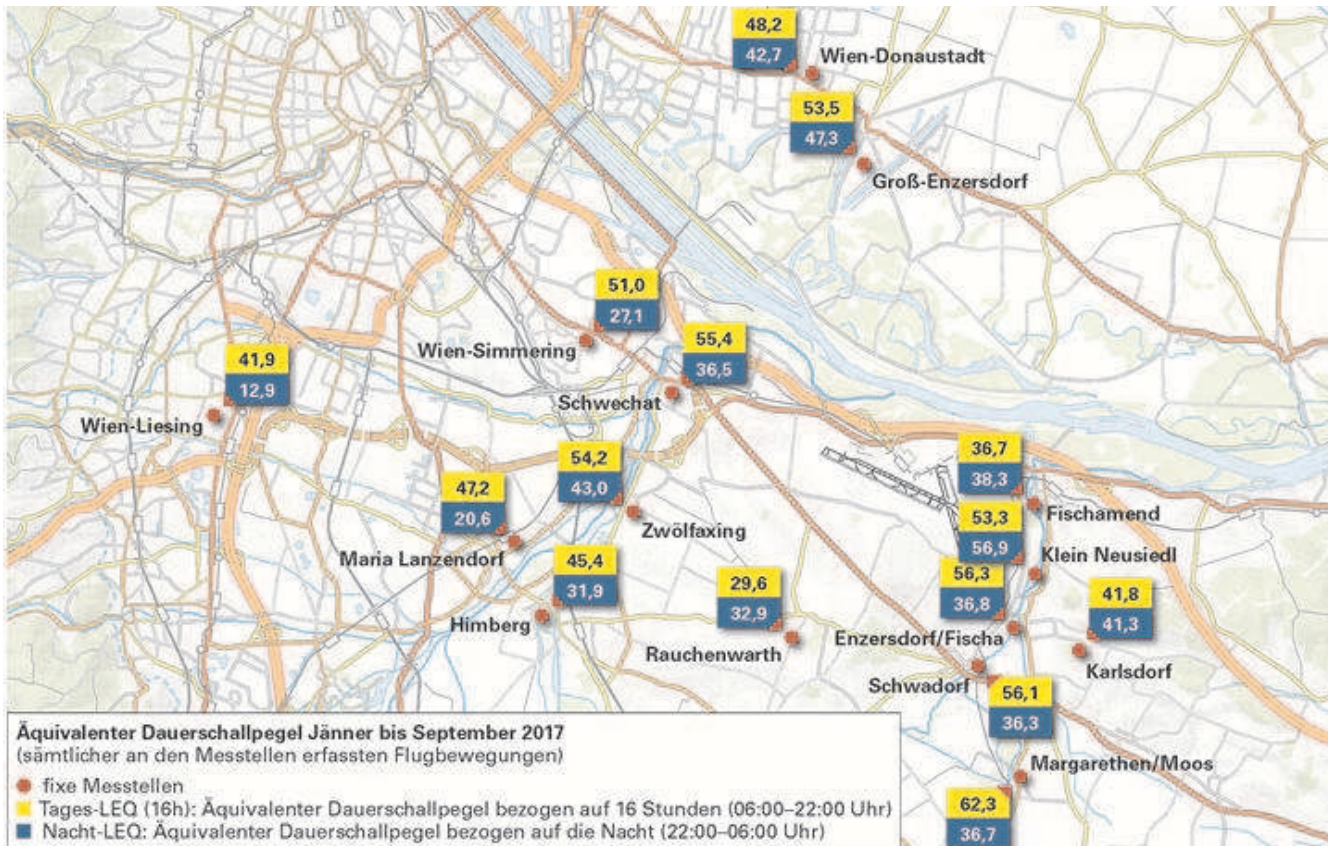 48,2
42,7
Wien-Donaustadt
53,5
47,3
Groß-Enzersdorf
51,0
27,1
Wien-Simmering
55,4
36,5
Schwechat
41,9
12,9
Wien-Liesing
54,2
43,0
Zwölfaxing
47,2
20,6
Maria Lanzendorf
36,7
38,3
Fischamend
53,3
56,9
Klein Neusiedl
45,4
31,9
Himberg
29,6
32,9
Rauchenwarth
56,3
36,8
Enzersdorf/Fischa
41,8
41,3
Karlsdorf
Schwadorf
56,1
36,3
Margarethen/Moos
62,3
36,7
Äquivalenter Dauerschallpegel Jänner bis September 2017
(sämtlicher an den Messtellen erfassten Flugbewegungen)
fixe Messtellen
Tages-LEQ (16h): Äquivalenter Dauerschallpegel bezogen auf 16 Stunden (06:00–22:00 Uhr)
Nacht-LEQ: Äquivalenter Dauerschallpegel bezogen auf die Nacht (22:00–06:00 Uhr)